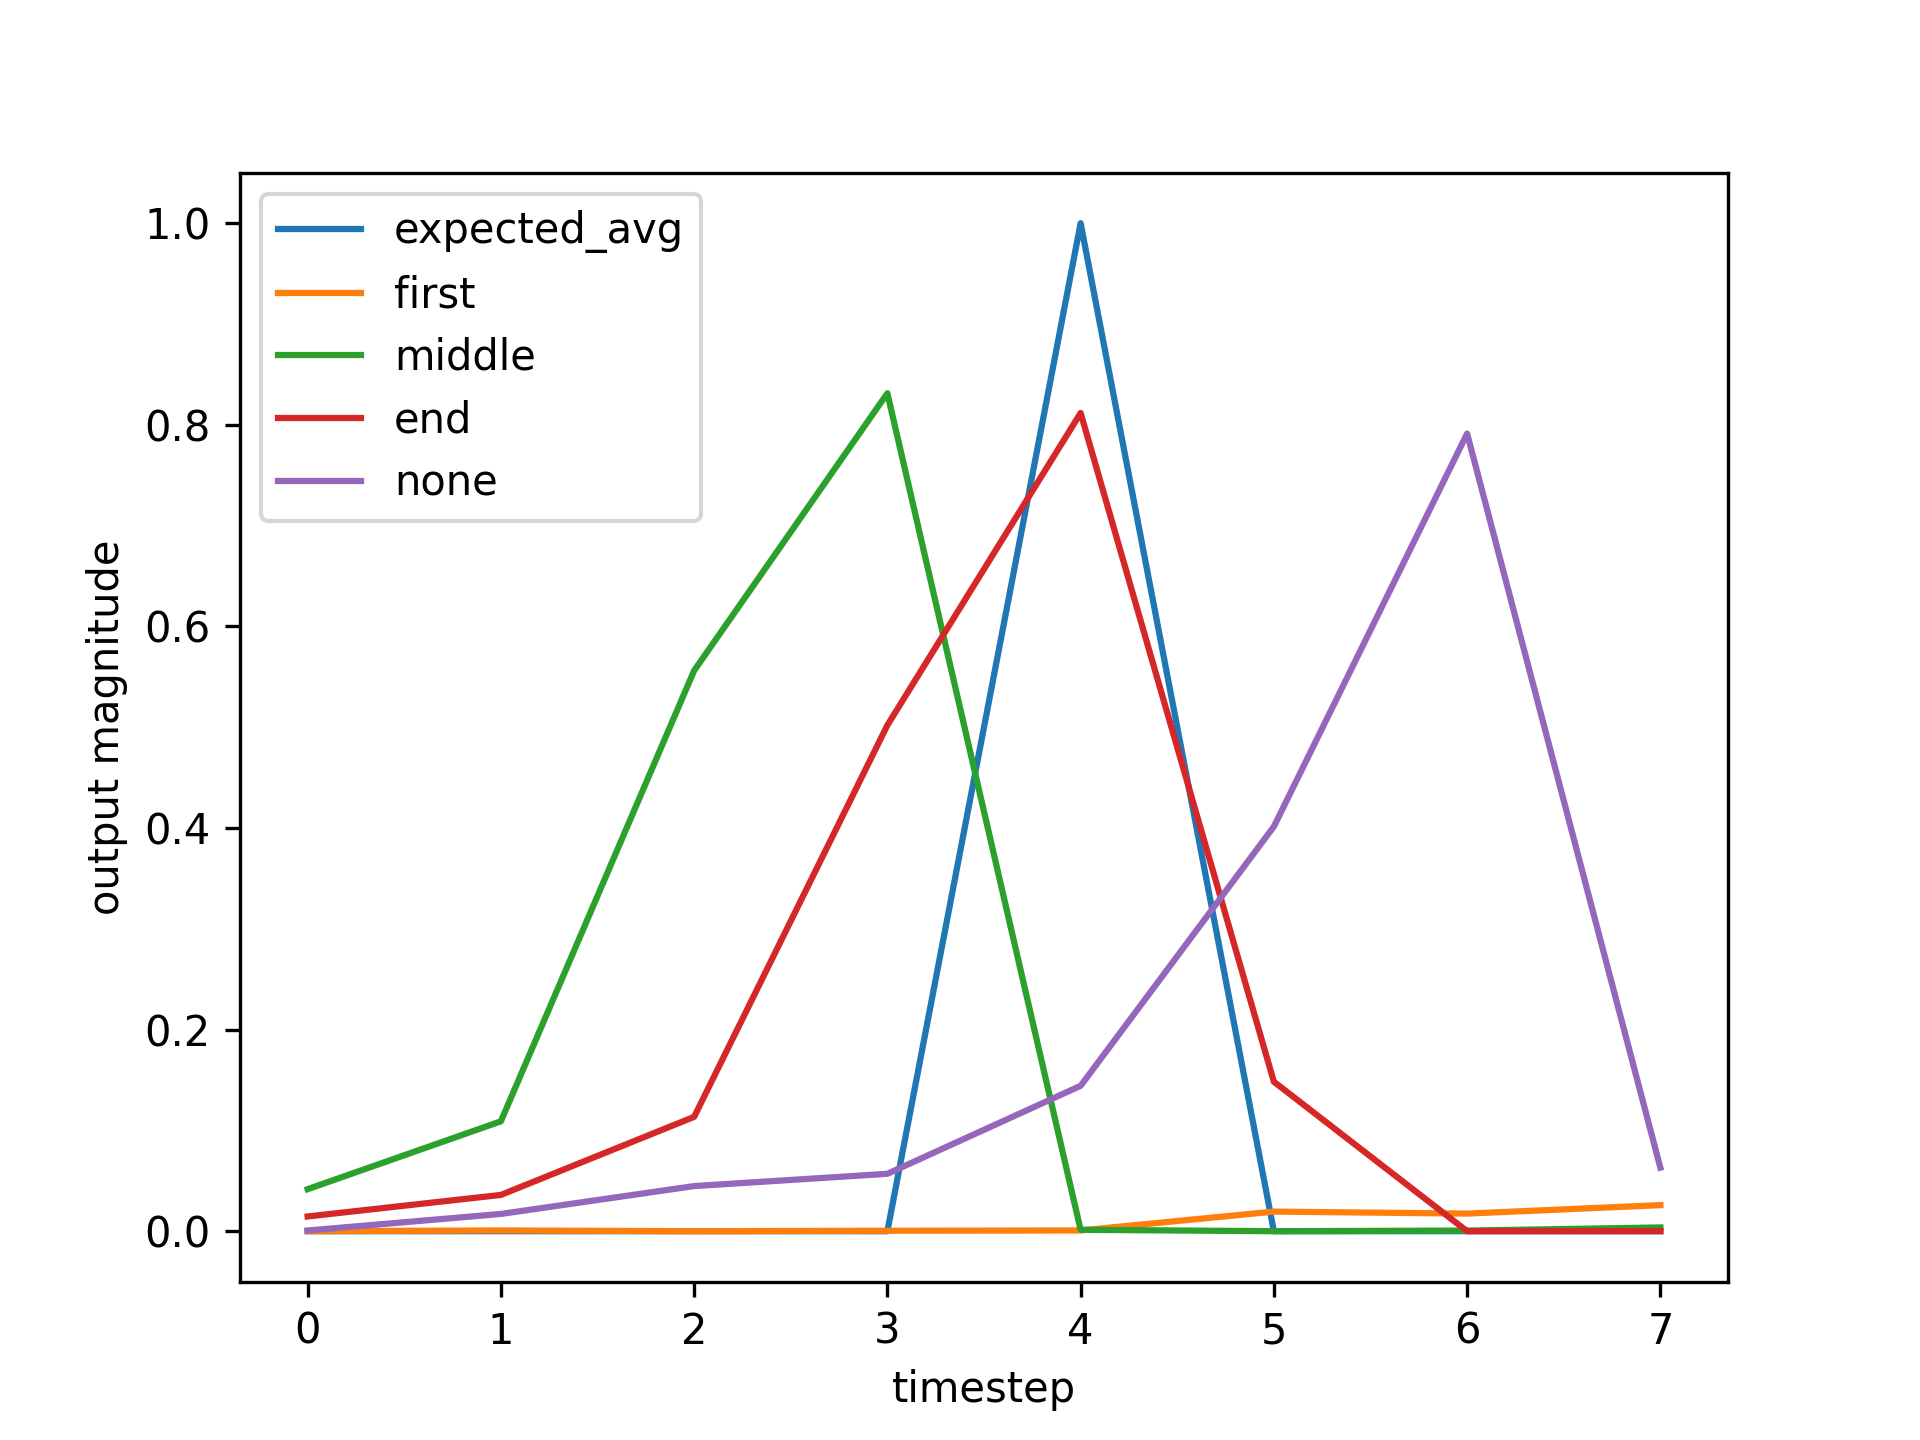 expected_avg
first
middle
end
none
1.0
0.8
0.6
0.4
0.2
0.0
output magnitude
0 1 2 3 4 5 6 7
timestep